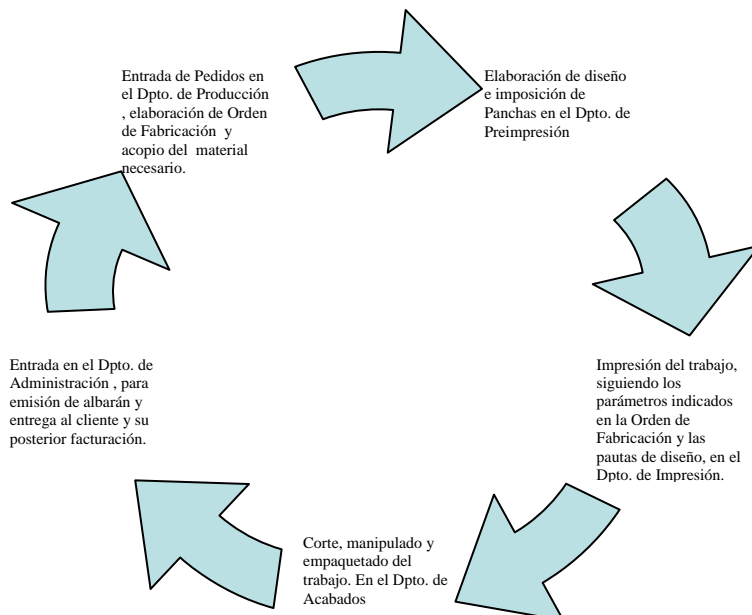 Entrada de Pedidos en
el Dpto. de Producción
, elaboración de Orden
de Fabricación y
acopio del material
necesario.
Elaboración de diseño
e imposición de
Panchas en el Dpto. de
Preimpresión
Impresión del trabajo,
siguiendo los
parámetros indicados
en la Orden de
Fabricación y las
pautas de diseño, en el
Dpto. de Impresión.
Corte, manipulado y
empaquetado del
trabajo. En el Dpto. de
Acabados
Entrada en el Dpto. de
Administración , para
emisión de albarán y
entrega al cliente y su
posterior facturación.